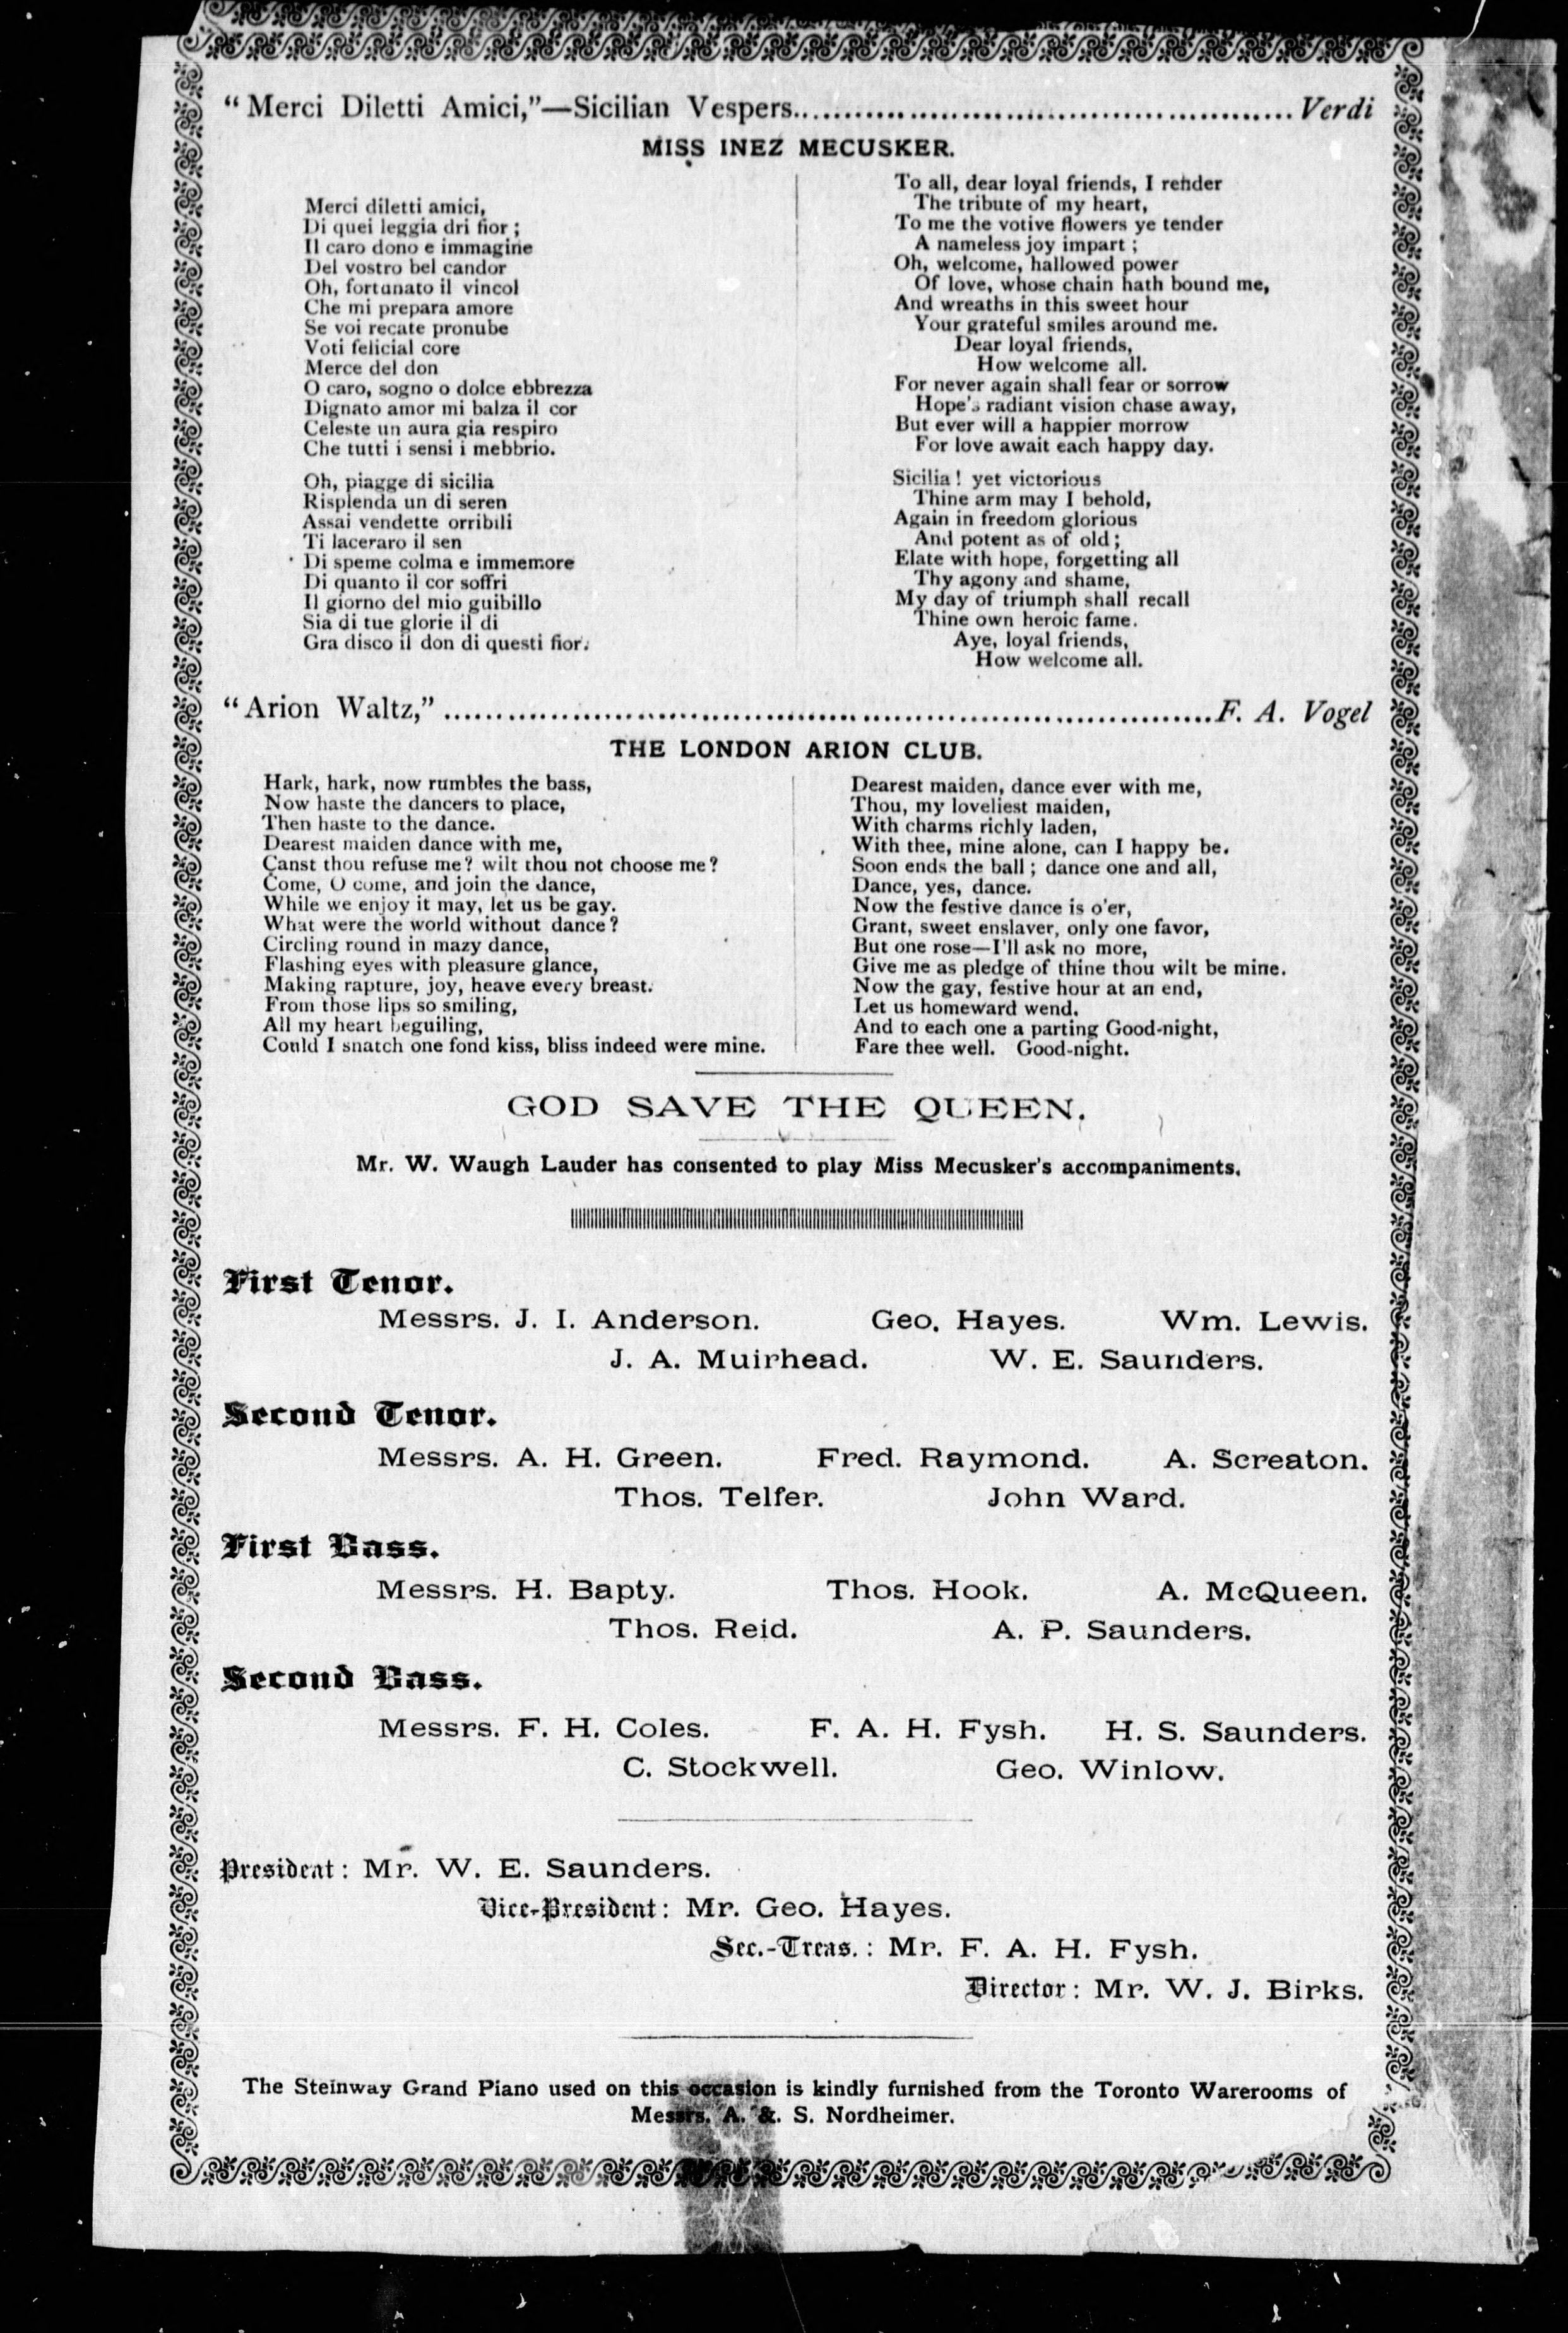 "Merci Diletti Amici,"—Sicilian Vespers................................................Verdi
MISS INEZ MECUSKER.
Merci diletti amici,
Di quei leggia dri fior ;
Il caro dono e immagine
Del vostro bel candor
Oh, fortunato il vincol
Che mi prepara amore
Se voi recate pronube
Voti felicial core
Merce del don
O caro, sogno o dolce ebbrezza
Dignato amor mi balza il cor
Celeste un aura gia respiro
Che tutti i sensi i mebbrio.
Oh, piagge di sicilia
Risplenda un di seren
Assai vendette orribili
Ti laceraro il sen
Di speme colma e immemore
Di quanto il cor soffri
Il giorno del mio guibillo
Sia di tue glorie il di
Gra disco il don di questi fior.
To all, dear loyal friends, I render
The tribute of my heart,
To me the votive flowers ye tender
A nameless joy impart ;
Oh, welcome, hallowed power
Of love, whose chain hath bound me,
And wreaths in this sweet hour
Your grateful smiles around me.
Dear loyal friends,
How welcome all.
For never again shall fear or sorrow
Hope's radiant vision chase away,
But ever will a happier morrow
For love await each happy day.
Sicilia ! yet victorious
Thine arm may I behold,
Again in freedom glorious
And potent as of old ;
Elate with hope, forgetting all
Thy agony and shame,
My day of triumph shall recall
Thine own heroic fame.
Aye, loyal friends,
How welcome all.
"Arion Waltz,"..........................................................................F. A. Vogel
THE LONDON ARION CLUB.
Hark, hark, now rumbles the bass,
Now haste the dancers to place,
Then haste to the dance.
Dearest maiden dance with me,
Canst thou refuse me? wilt thou not choose me?
Come, O come, and join the dance,
While we enjoy it may, let us be gay.
What were the world without dance?
Circling round in mazy dance,
Flashing eyes with pleasure glance,
Making rapture, joy, heave every breast.
From those lips so smiling,
All my heart beguiling,
Could I snatch one fond kiss, bliss indeed were mine.
Dearest maiden, dance ever with me,
Thou, my loveliest maiden,
With charms richly laden,
With thee, mine alone, can I happy be.
Soon ends the ball ; dance one and all,
Dance, yes, dance.
Now the festive dance is o'er,
Grant, sweet enslaver, only one favor,
But one rose—I'll ask no more,
Give me as pledge of thine thou wilt be mine.
Now the gay, festive hour at an end,
Let us homeward wend.
And to each one a parting Good-night,
Fare thee well. Good-night.
GOD SAVE THE QUEEN.
Mr. W. Waugh Lauder has consented to play Miss Mecusker's accompaniments.
First Tenor.
Messrs. J. I. Anderson. Geo. Hayes. Wm. Lewis.
J. A. Muirhead. W. E. Saunders.
Second Tenor.
Messrs. A. H. Green. Fred. Raymond. A. Screaton.
Thos. Telfer. John Ward.
First Bass.
Messrs. H. Bapty. Thos. Hook. A. McQueen.
Thos. Reid. A. P. Saunders.
Second Bass.
Messrs. F. H. Coles. F. A. H. Fysh. H. S. Saunders.
C. Stockwell. Geo. Winlow.
President: Mr. W. E. Saunders.
Vice-President: Mr. Geo. Hayes.
Sec.-Treas.: Mr. F. A. H. Fysh.
Director: Mr. W. J. Birks.
The Steinway Grand Piano used on this occasion is kindly furnished from the Toronto Warerooms of
Messrs. A. &. S. Nordheimer.